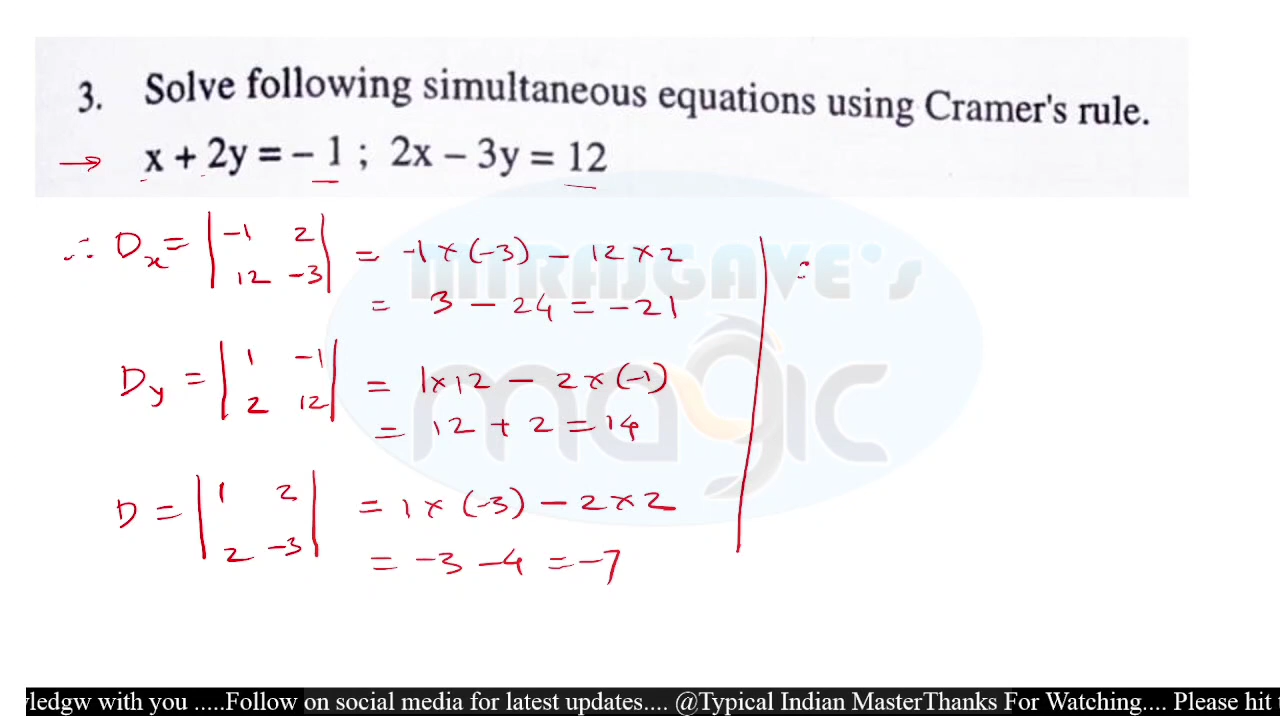 3. Solve following simultaneous equations using Cramer's rule.
→ x + 2y = – 1 ; 2x – 3y = 12
∴ Dx = | -1 2 | = -1 × (-3) - 12 × 2
| 12 -3 |
= 3 - 24 = -21
Dy = | 1 -1 | = 1×12 - 2×(-1)
| 2 12 |
= 12 + 2 = 14
D = | 1 2 | = 1 × (-3) - 2 × 2
| 2 -3 |
= -3 - 4 = -7
magic
ledgw with you .....Follow on social media for latest updates.... @Typical Indian MasterThanks For Watching.... Please hit